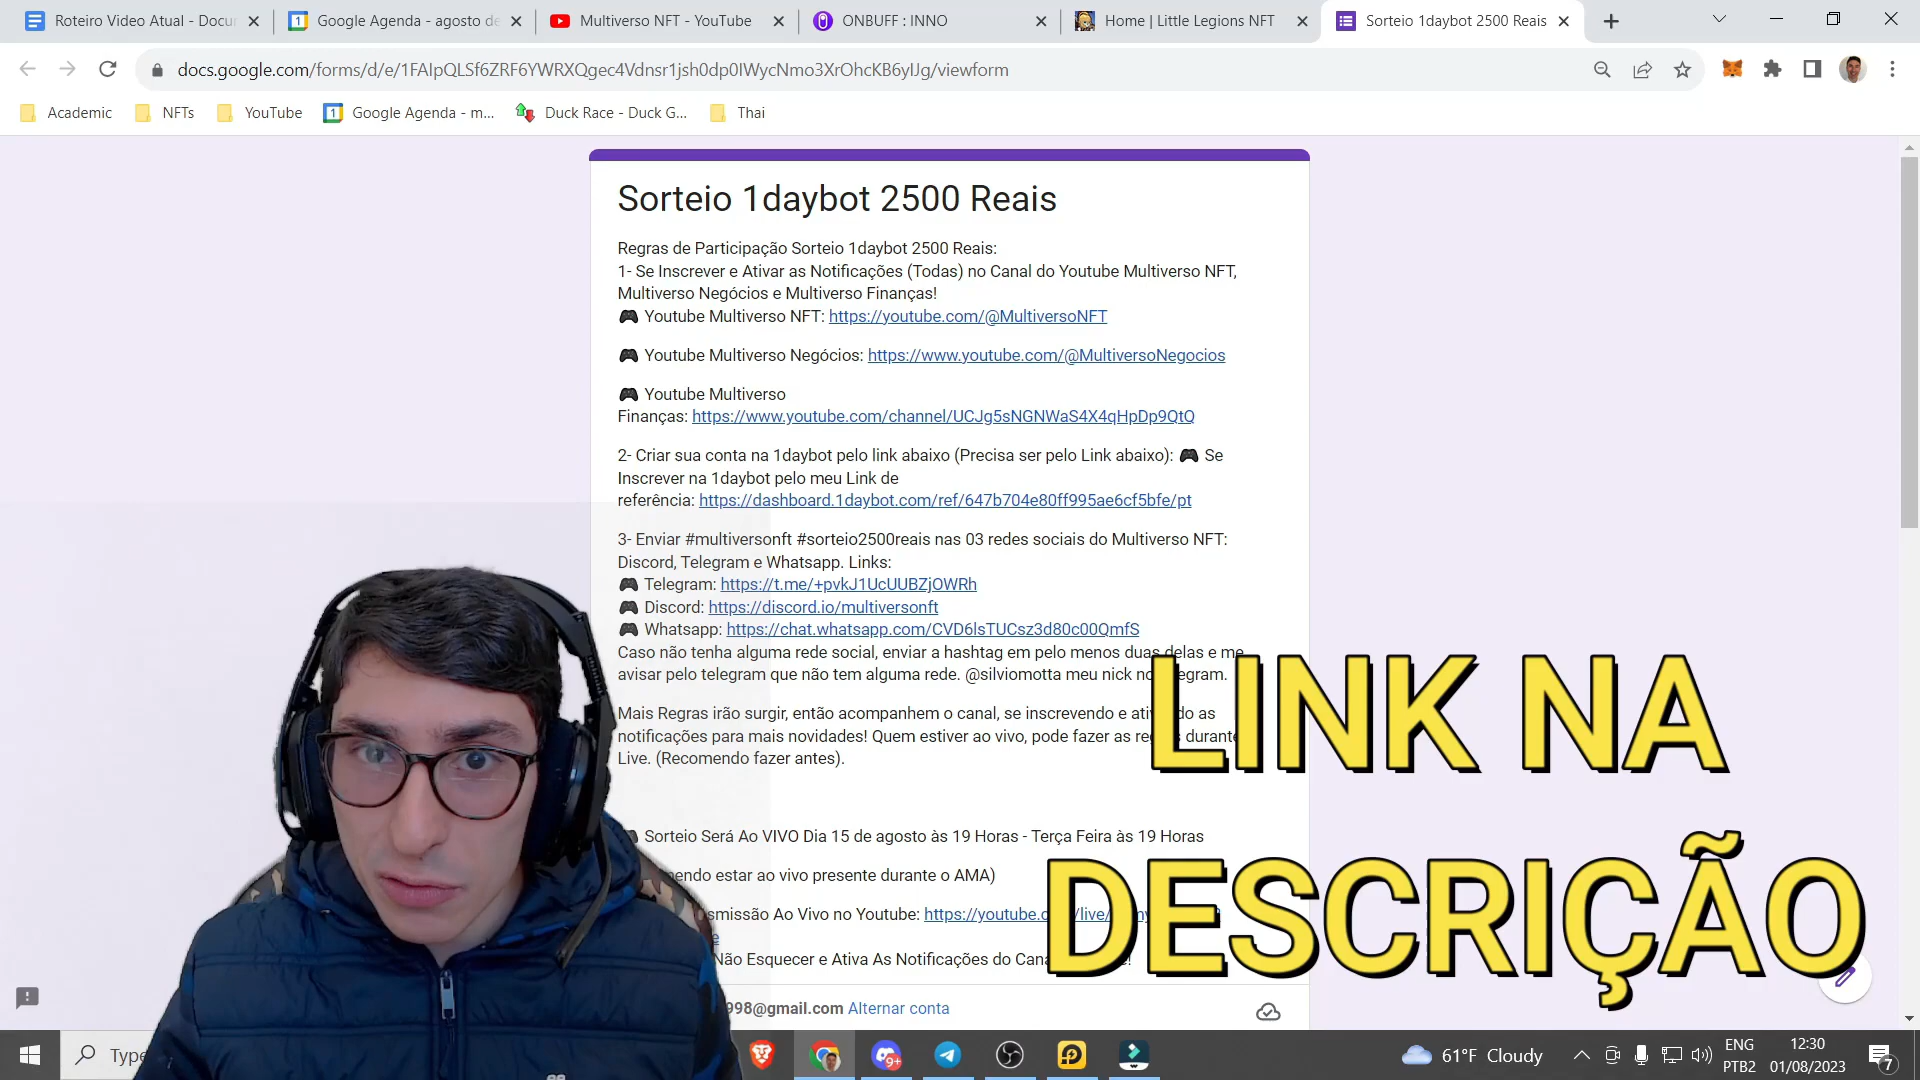 Roteiro Video Atual - Docu
Google Agenda - agosto de
Multiverso NFT - YouTube
ONBUFF : INNO
Home | Little Legions NFT
Sorteio 1daybot 2500 Reais
docs.google.com/forms/d/e/1FAIpQLSf6ZRF6YWRXQgec4Vdnsr1jsh0dp0IWycNmo3XrOhcKB6yIJg/viewform
Academic
NFTs
YouTube
Google Agenda - m...
Duck Race - Duck G...
Thai
Sorteio 1daybot 2500 Reais
Regras de Participação Sorteio 1daybot 2500 Reais:
1- Se Inscrever e Ativar as Notificações (Todas) no Canal do Youtube Multiverso NFT,
Multiverso Negócios e Multiverso Finanças!
🎮 Youtube Multiverso NFT: https://youtube.com/@MultiversoNFT
🎮 Youtube Multiverso Negócios: https://www.youtube.com/@MultiversoNegocios
🎮 Youtube Multiverso
Finanças: https://www.youtube.com/channel/UCJg5sNGNWaS4X4qHpDp9QtQ
2- Criar sua conta na 1daybot pelo link abaixo (Precisa ser pelo Link abaixo): 🎮 Se
Inscrever na 1daybot pelo meu Link de
referência: https://dashboard.1daybot.com/ref/647b704e80ff995ae6cf5bfe/pt
3- Enviar #multiversonft #sorteio2500reais nas 03 redes sociais do Multiverso NFT:
Discord, Telegram e Whatsapp. Links:
🎮 Telegram: https://t.me/+pvkJ1UcUUBZjOWRh
🎮 Discord: https://discord.io/multiversonft
🎮 Whatsapp: https://chat.whatsapp.com/CVD6lsTUCsz3d80c00QmfS
Caso não tenha alguma rede social, enviar a hashtag em pelo menos duas delas e me
avisar pelo telegram que não tem alguma rede. @silviomotta meu nick no egram.
Mais Regras irão surgir, então acompanhem o canal, se inscrevendo e ati do as
notificações para mais novidades! Quem estiver ao vivo, pode fazer as re durante
Live. (Recomendo fazer antes).
Sorteio Será Ao VIVO Dia 15 de agosto às 19 Horas - Terça Feira às 19 Horas
mendo estar ao vivo presente durante o AMA)
smissão Ao Vivo no Youtube: https://youtube.c /live/
Não Esquecer e Ativa As Notificações do Cana
998@gmail.com Alternar conta
LINK NA
DESCRIÇÃO
Type
9+
61°F Cloudy
ENG
PTB2
12:30
01/08/2023
7